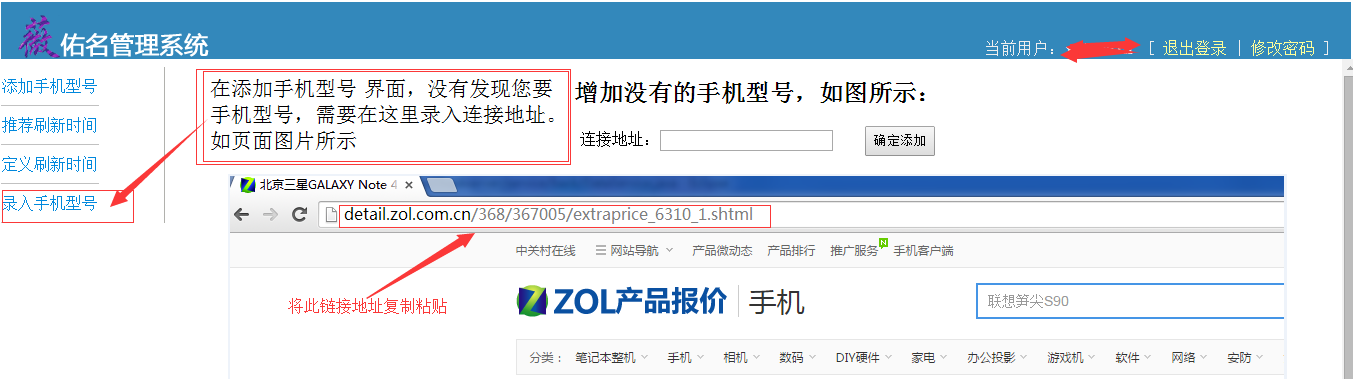 薇 佑名管理系统
当前用户： [ 退出登录 | 修改密码 ]
添加手机型号
推荐刷新时间
定义刷新时间
录入手机型号
在添加手机型号 界面，没有发现您要
手机型号，需要在这里录入连接地址。
如页面图片所示
增加没有的手机型号，如图所示：
连接地址： 确定添加
北京三星GALAXY Note 4
detail.zol.com.cn/368/367005/extraprice_6310_1.shtml
将此链接地址复制粘贴
中关村在线 网站导航 产品微动态 产品排行 推广服务 N 手机客户端
ZOL产品报价 手机 联想笋尖S90
分类： 笔记本整机 手机 相机 数码 DIY硬件 家电 办公投影 游戏机 软件 网络 安防